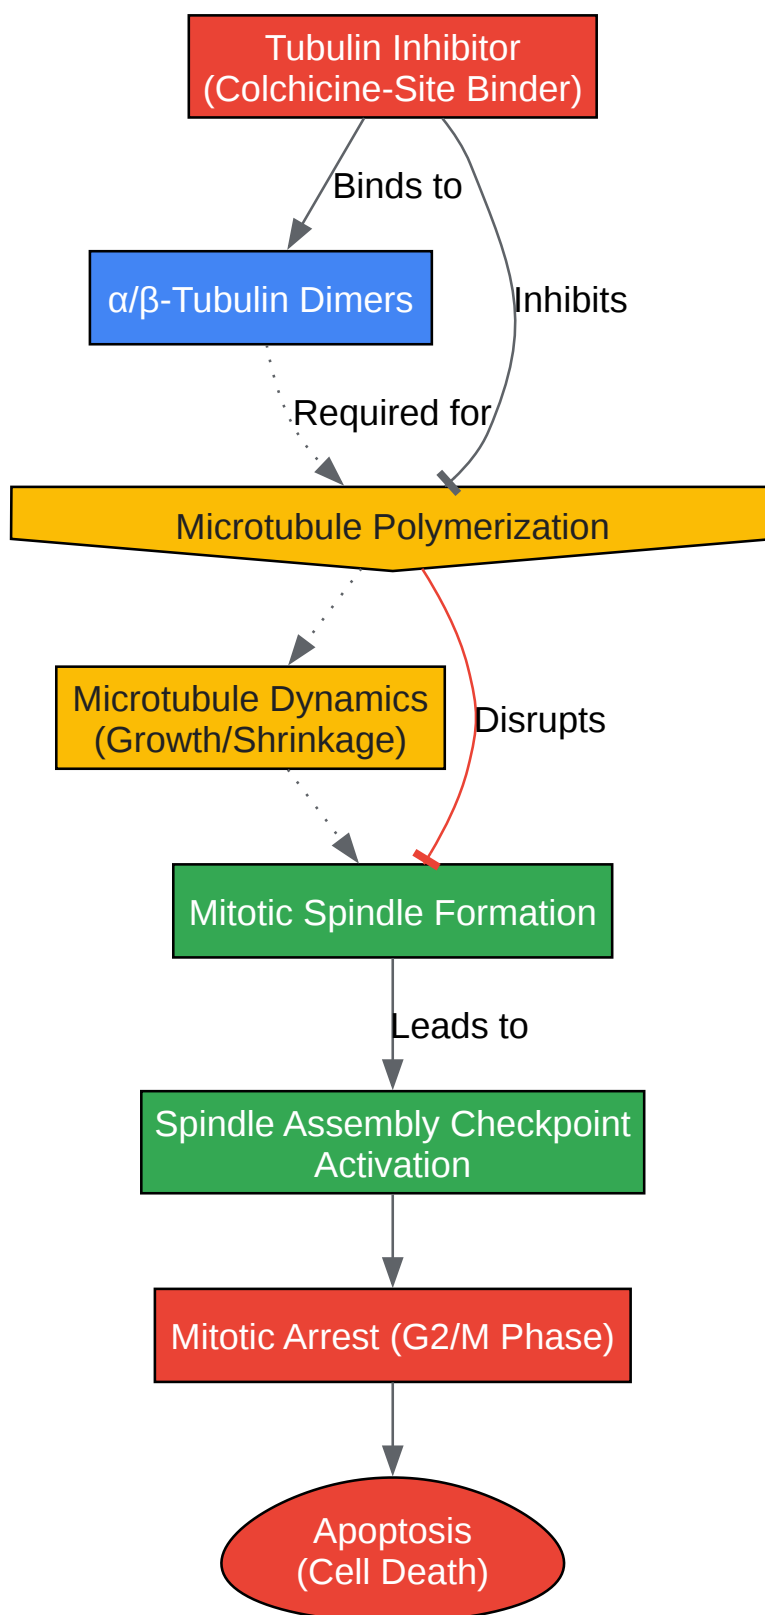 Tubulin Inhibitor
(Colchicine-Site Binder)
Binds to
α/β-Tubulin Dimers
Inhibits
Required for
Microtubule Polymerization
Microtubule Dynamics
(Growth/Shrinkage)
Disrupts
Mitotic Spindle Formation
Leads to
Spindle Assembly Checkpoint
Activation
Mitotic Arrest (G2/M Phase)
Apoptosis
(Cell Death)